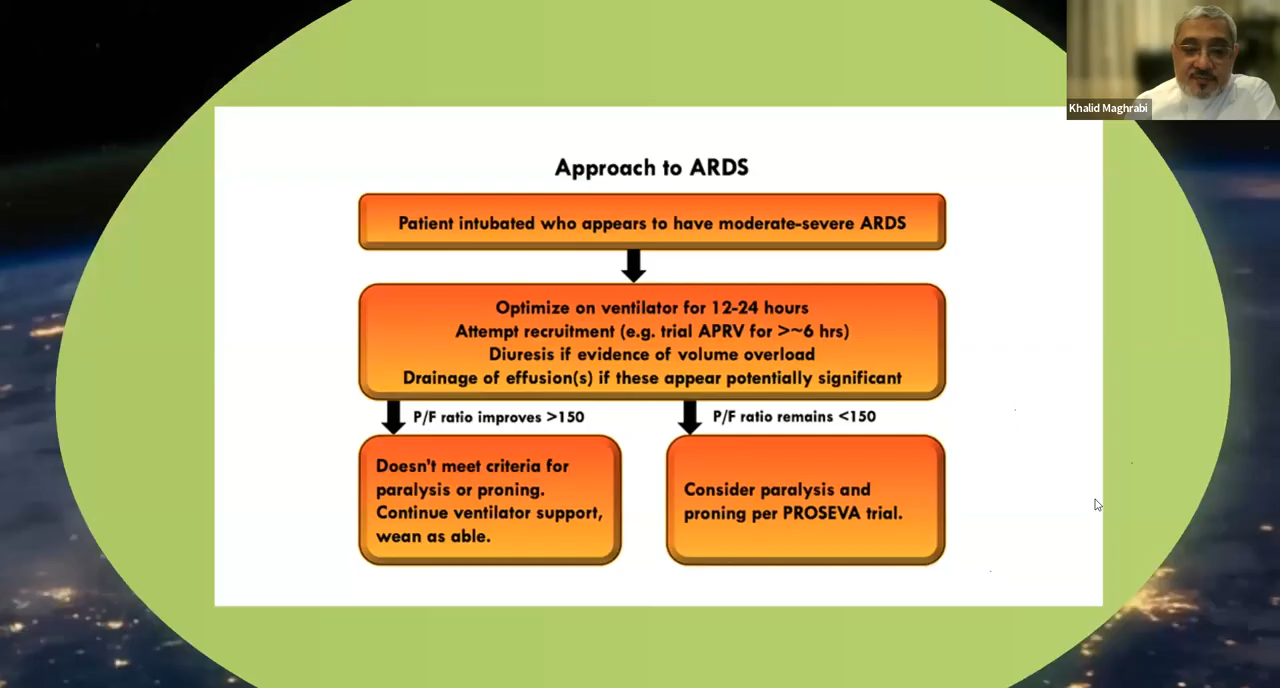 Khalid Maghrabi
Approach to ARDS
Patient intubated who appears to have moderate-severe ARDS
Optimize on ventilator for 12-24 hours
Attempt recruitment (e.g. trial APRV for >~6 hrs)
Diuresis if evidence of volume overload
Drainage of effusion(s) if these appear potentially significant
P/F ratio improves >150
P/F ratio remains <150
Doesn't meet criteria for
paralysis or proning.
Continue ventilator support,
wean as able.
Consider paralysis and
proning per PROSEVA trial.